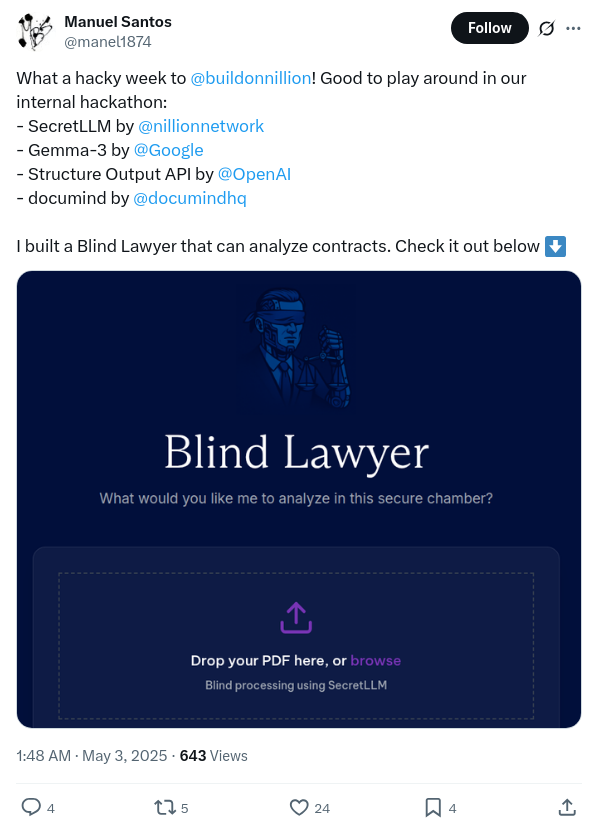 Manuel Santos
@manel1874
Follow
What a hacky week to @buildonnillion! Good to play around in our
internal hackathon:
- SecretLLM by @nillionnetwork
- Gemma-3 by @Google
- Structure Output API by @OpenAI
- documind by @documindhq
I built a Blind Lawyer that can analyze contracts. Check it out below ⬇️
Blind Lawyer
What would you like me to analyze in this secure chamber?
Drop your PDF here, or browse
Blind processing using SecretLLM
1:48 AM · May 3, 2025 · 643 Views
4 5 24 4